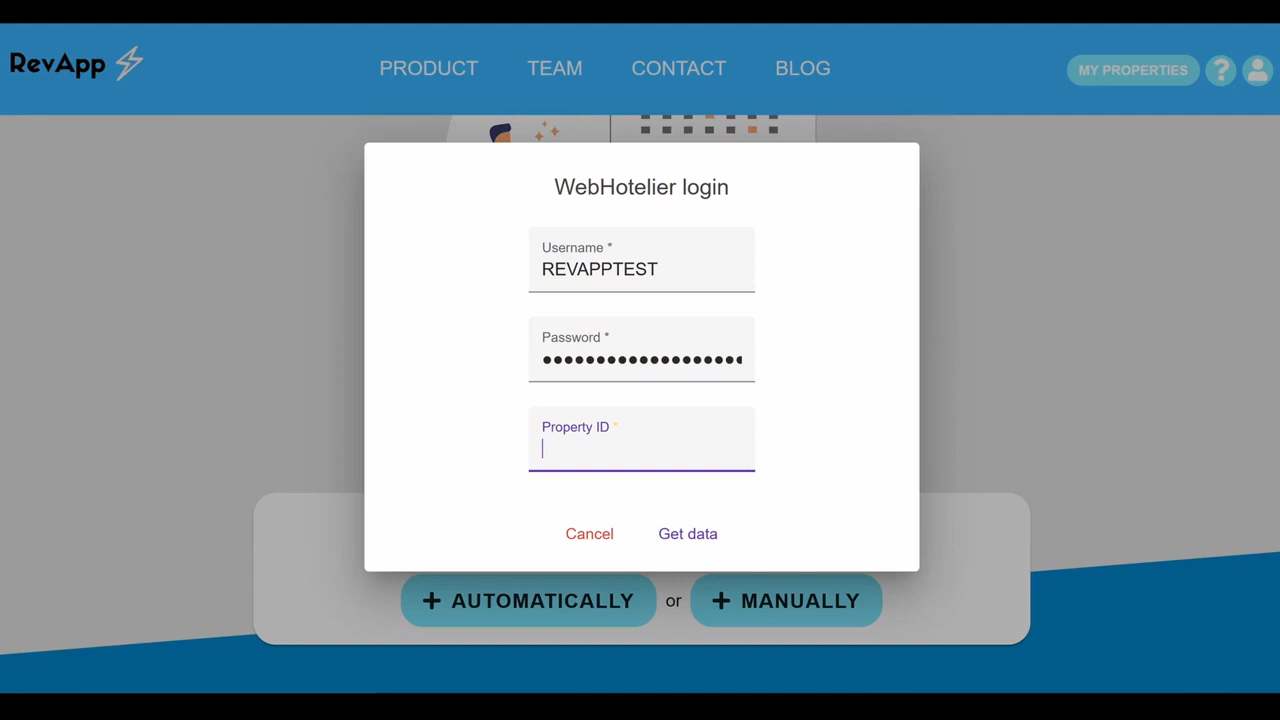 RevApp
PRODUCT
TEAM
CONTACT
BLOG
MY PROPERTIES
?
WebHotelier login
Username *
REVAPPTEST
Password *
••••••••••••••••••
Property ID *
Cancel
Get data
+ AUTOMATICALLY
or
+ MANUALLY